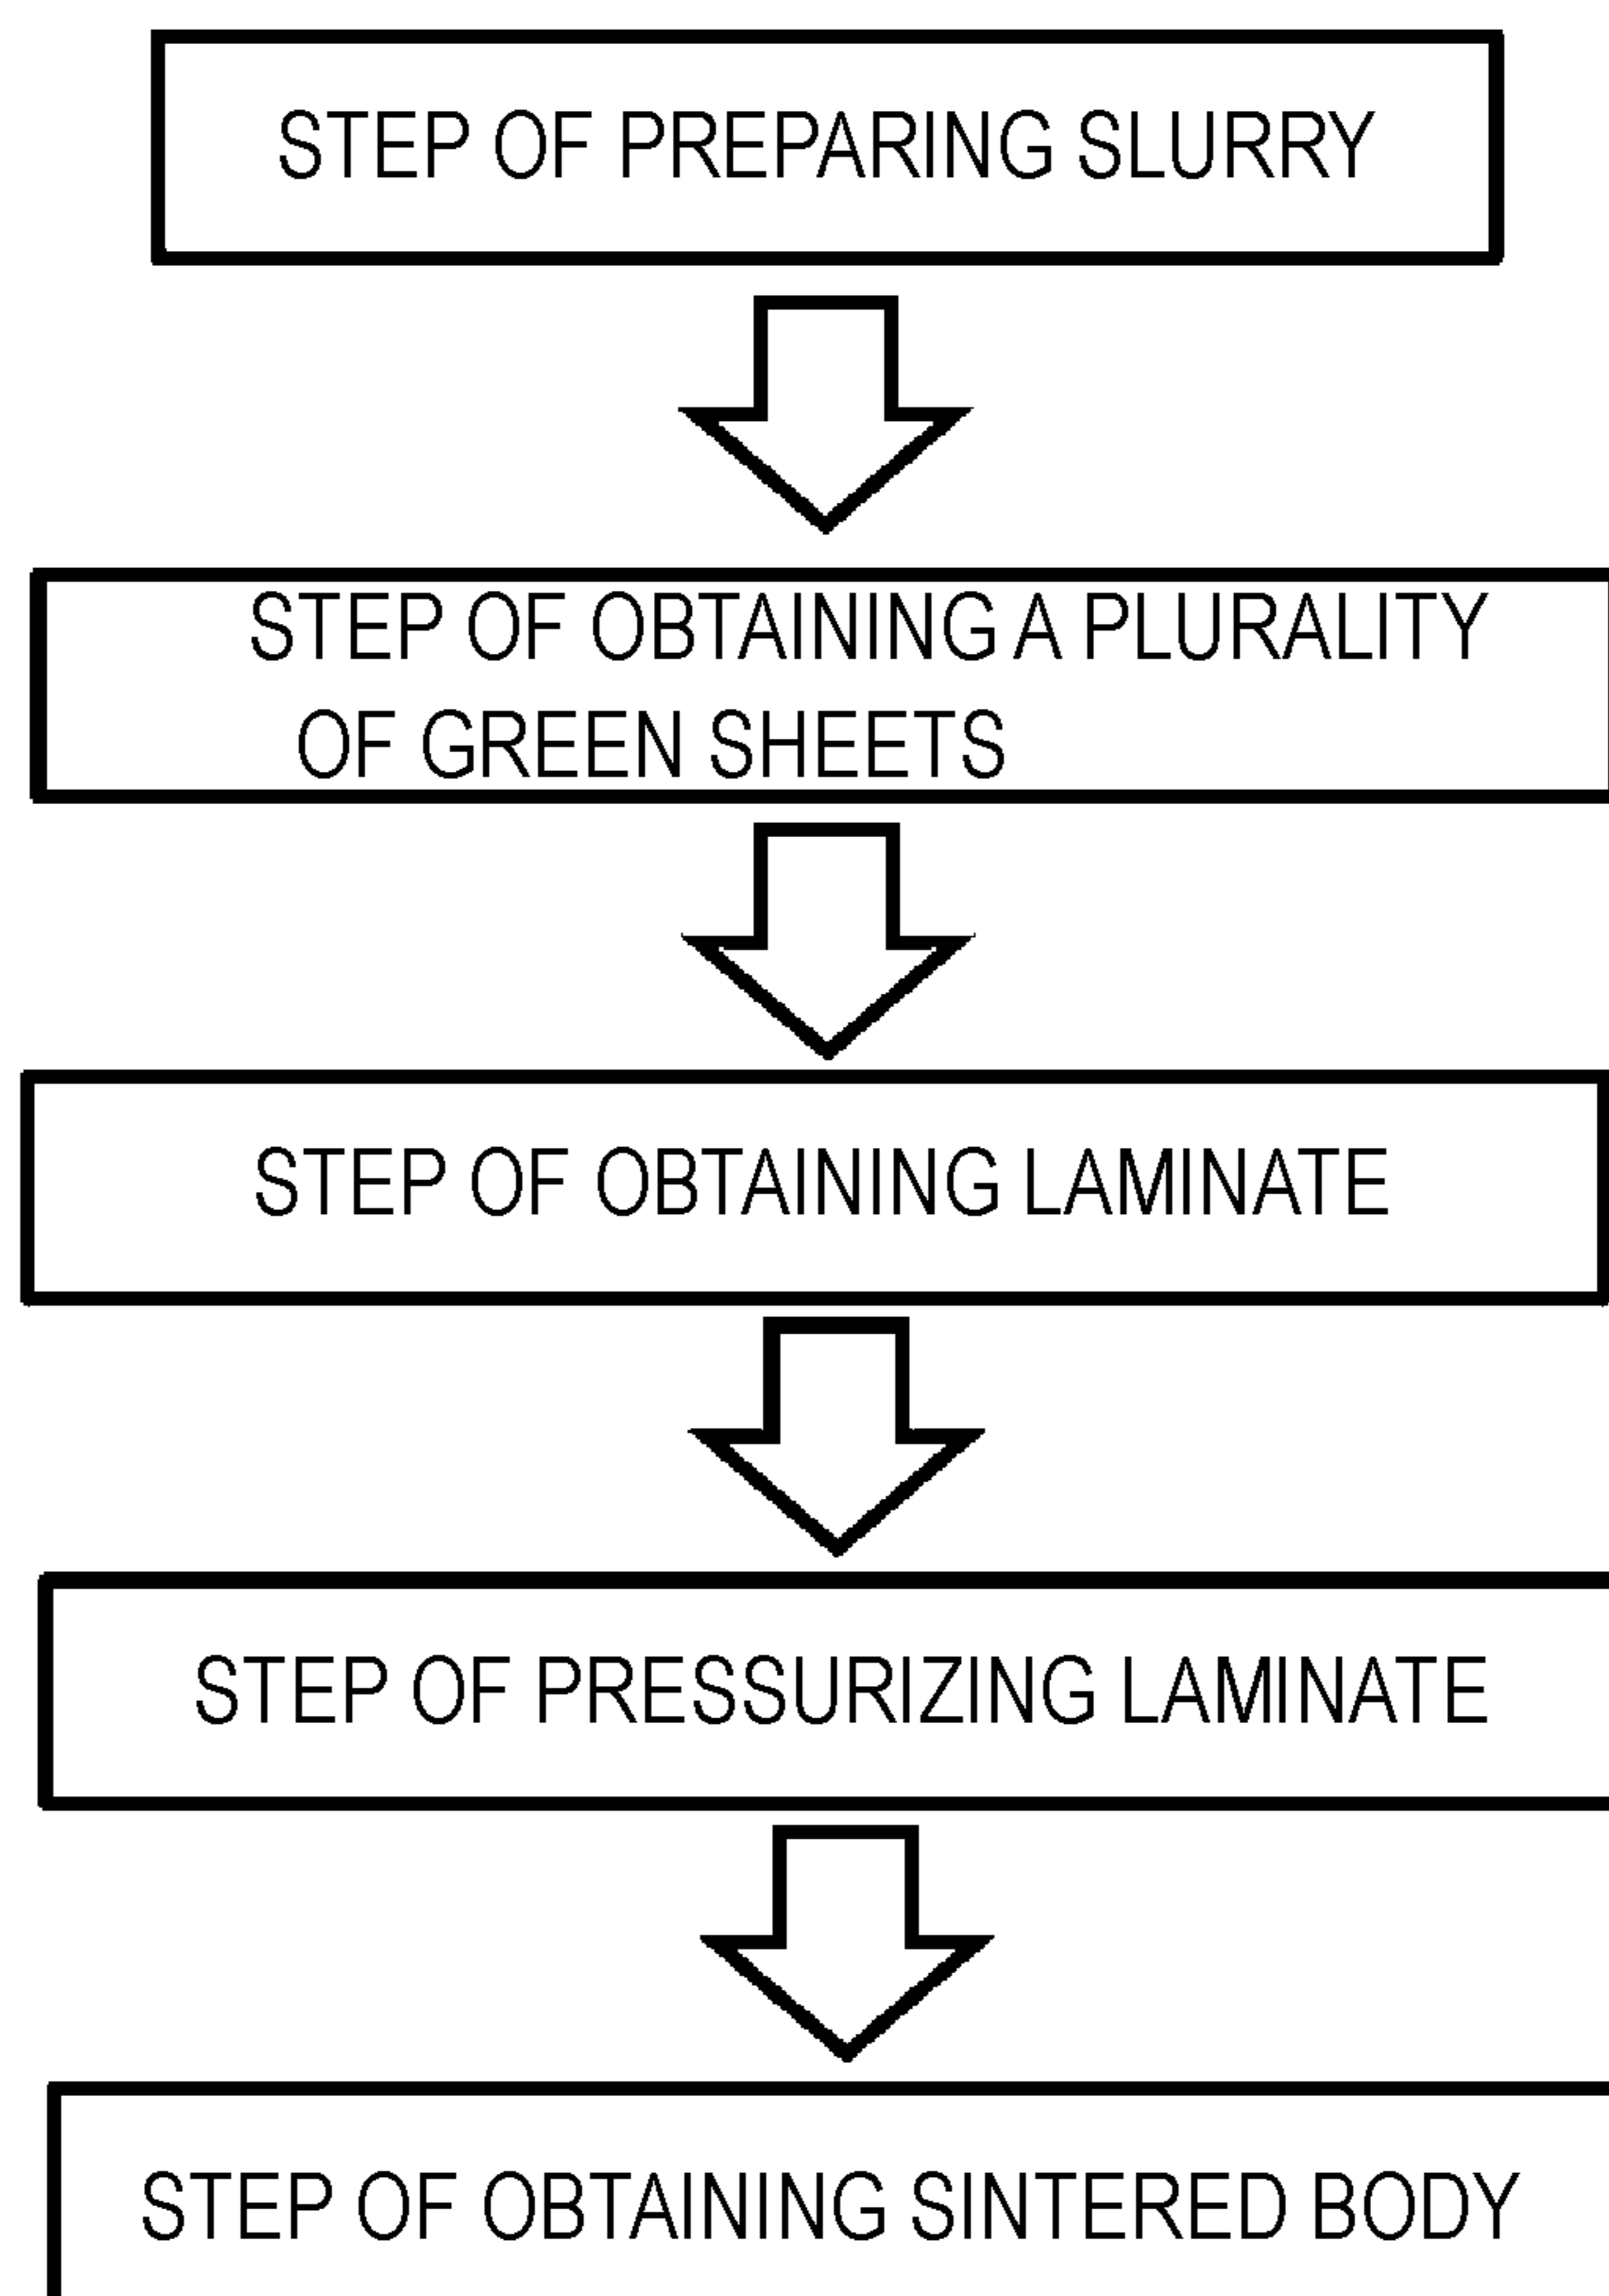 STEP OF PREPARING SLURRY
STEP OF OBTAINING A PLURALITY
OF GREEN SHEETS
STEP OF OBTAINING LAMINATE
STEP OF PRESSURIZING LAMINATE
STEP OF OBTAINING SINTERED BODY